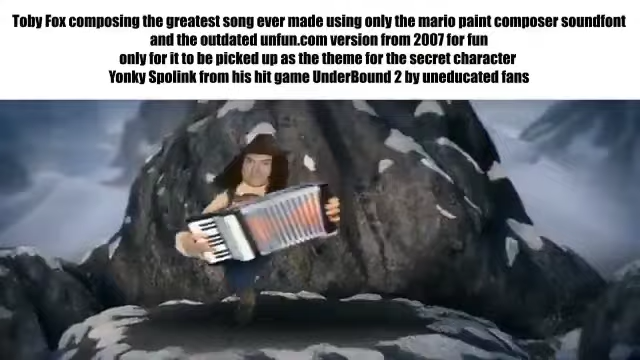 Toby Fox composing the greatest song ever made using only the mario paint composer soundfont
and the outdated unfun.com version from 2007 for fun
only for it to be picked up as the theme for the secret character
Yonky Spolink from his hit game UnderBound 2 by uneducated fans